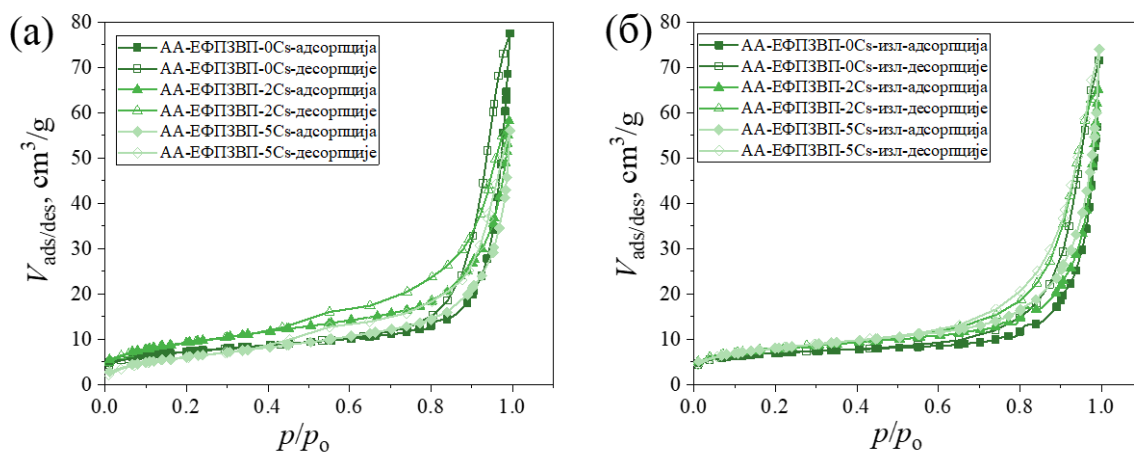 (а)
80
70
60
50
40
30
20
10
0
V ads/des, cm³/g
АА-ЕФПЗВП-0Cs-адсорпција
АА-ЕФПЗВП-0Cs-десорпције
АА-ЕФПЗВП-2Cs-адсорпција
АА-ЕФПЗВП-2Cs-десорпције
АА-ЕФПЗВП-5Cs-адсорпција
АА-ЕФПЗВП-5Cs-десорпције
0.0 0.2 0.4 0.6 0.8 1.0
p/po
(б)
80
70
60
50
40
30
20
10
0
V ads/des, cm³/g
АА-ЕФПЗВП-0Cs-изл-адсорпција
АА-ЕФПЗВП-0Cs-изл-десорпције
АА-ЕФПЗВП-2Cs-изл-адсорпција
АА-ЕФПЗВП-2Cs-изл-десорпције
АА-ЕФПЗВП-5Cs-изл-адсорпција
АА-ЕФПЗВП-5Cs-изл-десорпције
0.0 0.2 0.4 0.6 0.8 1.0
p/po